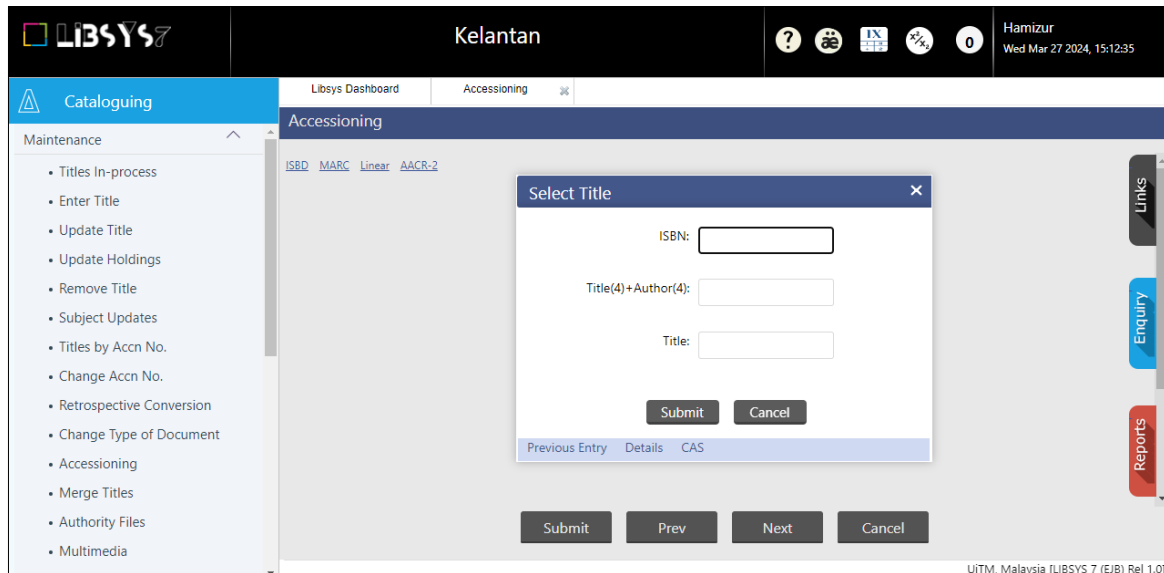 LiBSYS7
Kelantan
? äë IX x²/x₂ 0
Hamizur
Wed Mar 27 2024, 15:12:35
Cataloguing
Maintenance
• Titles In-process
• Enter Title
• Update Title
• Update Holdings
• Remove Title
• Subject Updates
• Titles by Accn No.
• Change Accn No.
• Retrospective Conversion
• Change Type of Document
• Accessioning
• Merge Titles
• Authority Files
• Multimedia
Libsys Dashboard
Accessioning
Accessioning
ISBD MARC Linear AACR-2
Select Title
ISBN:
Title(4)+Author(4):
Title:
Submit Cancel
Previous Entry Details CAS
Submit Prev Next Cancel
Links
Enquiry
Reports
UiTM, Malaysia [LIBSYS 7 (EJB) Rel 1.0]